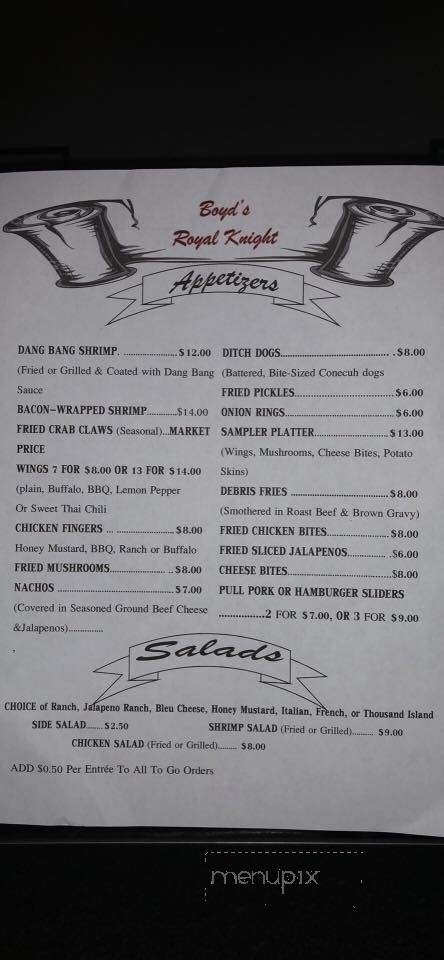 Boyd's
Royal Knight
Appetizers
DANG BANG SHRIMP. ........................$12.00
(Fried or Grilled & Coated with Dang Bang
Sauce
BACON-WRAPPED SHRIMP............$14.00
FRIED CRAB CLAWS (Seasonal)...MARKET
PRICE
WINGS 7 FOR $8.00 OR 13 FOR $14.00
(plain, Buffalo, BBQ, Lemon Pepper
Or Sweet Thai Chili
CHICKEN FINGERS ... .....................$8.00
Honey Mustard, BBQ, Ranch or Buffalo
FRIED MUSHROOMS...................... ..$8.00
NACHOS ..........................................$7.00
(Covered in Seasoned Ground Beef Cheese
&Jalapenos)..............
DITCH DOGS....................................... ..$8.00
(Battered, Bite-Sized Conecuh dogs
FRIED PICKLES....................................$6.00
ONION RINGS.......................................$6.00
SAMPLER PLATTER.............................$13.00
(Wings, Mushrooms, Cheese Bites, Potato
Skins)
DEBRIS FRIES ....................................$8.00
(Smothered in Roast Beef & Brown Gravy)
FRIED CHICKEN BITES.........................$8.00
FRIED SLICED JALAPENOS............... .$6.00
CHEESE BITES.....................................$8.00
PULL PORK OR HAMBURGER SLIDERS
.................2 FOR $7.00, OR 3 FOR $9.00
Salads
CHOICE of Ranch, Jalapeno Ranch, Bleu Cheese, Honey Mustard, Italian, French, or Thousand Island
SIDE SALAD.......$2.50
SHRIMP SALAD (Fried or Grilled)......... $9.00
CHICKEN SALAD (Fried or Grilled)........ $8.00
ADD $0.50 Per Entrée To All To Go Orders
menupix